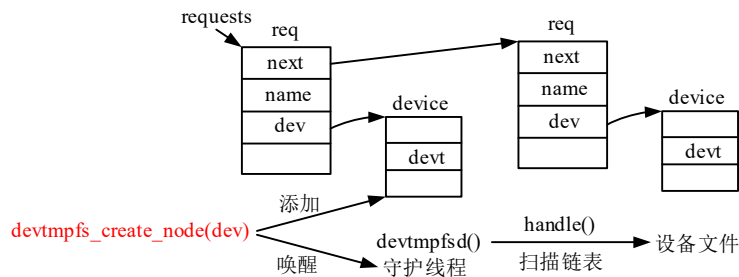 requests
req
next
name
dev
device
devt
req
next
name
dev
device
devt
devtmpfs_create_node(dev)
添加
唤醒
devtmpfsd()
守护线程
handle()
扫描链表
设备文件